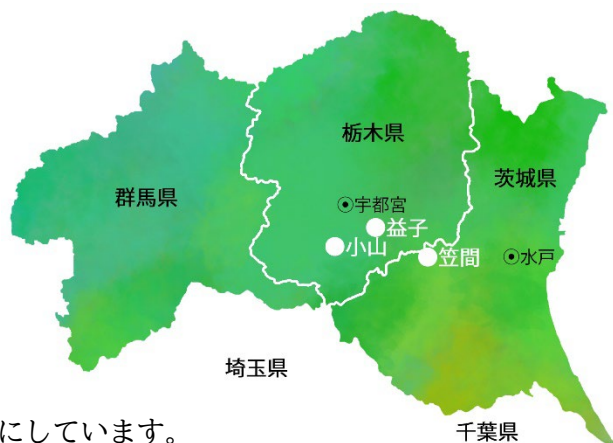 栃木県
茨城県
群馬県
◉宇都宮
益子
小山
笠間
◉水戸
埼玉県
にしています。
千葉県